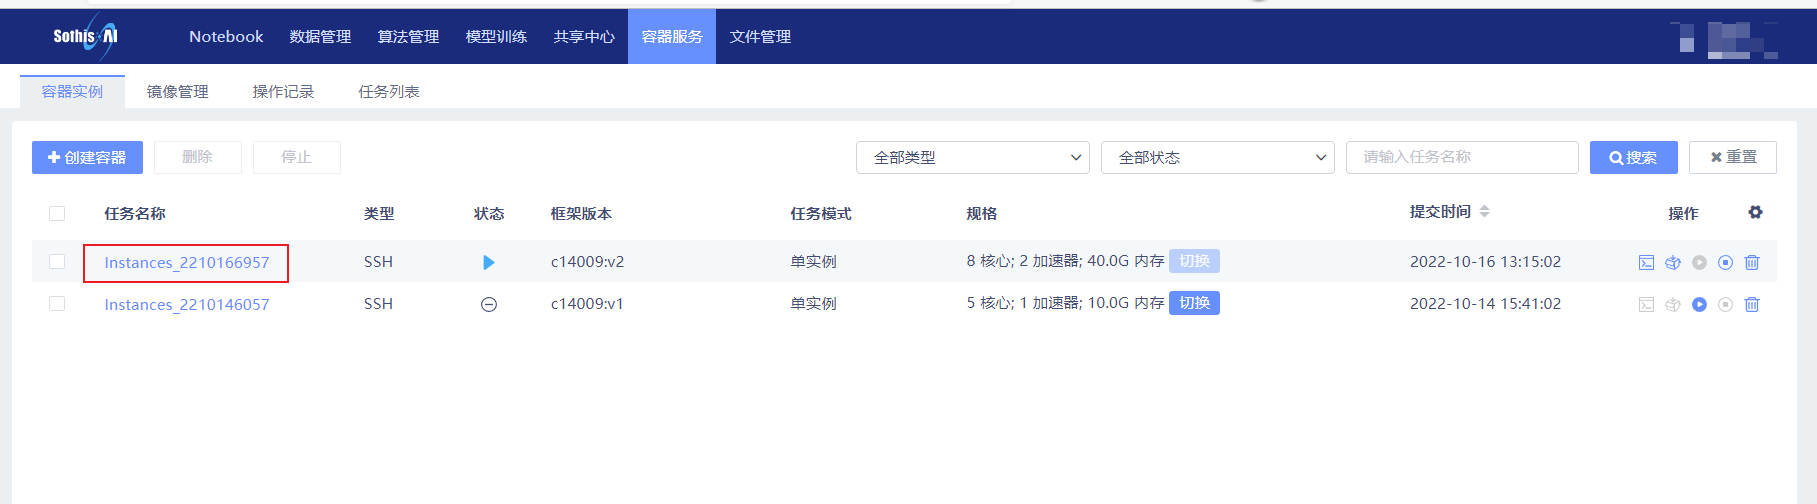 SothisAI Notebook 数据管理 算法管理 模型训练 共享中心 容器服务 文件管理
容器实例 镜像管理 操作记录 任务列表
创建容器 删除 停止 全部类型 全部状态 请输入任务名称 搜索 重置
任务名称 类型 状态 框架版本 任务模式 规格 提交时间 操作
Instances_2210166957 SSH c14009:v2 单实例 8 核心; 2 加速器; 40.0G 内存 切换 2022-10-16 13:15:02
Instances_2210146057 SSH c14009:v1 单实例 5 核心; 1 加速器; 10.0G 内存 切换 2022-10-14 15:41:02